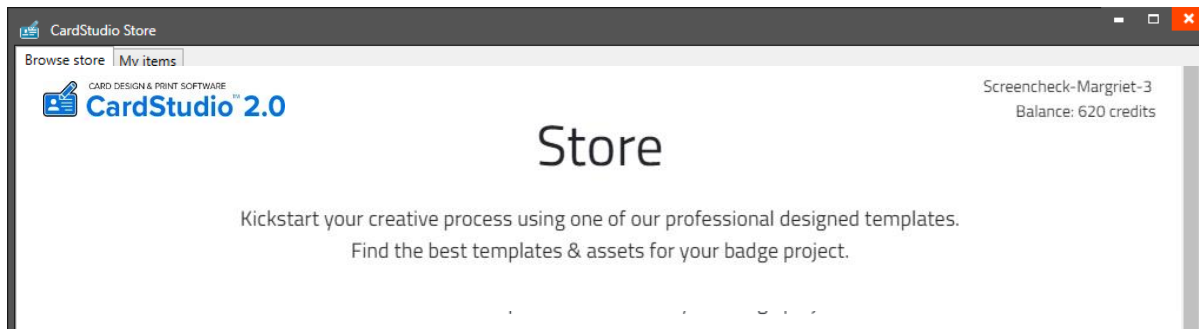 CardStudio Store
Browse store
My items
CARD DESIGN & PRINT SOFTWARE
CardStudio™ 2.0
Screencheck-Margriet-3
Balance: 620 credits
Store
Kickstart your creative process using one of our professional designed templates.
Find the best templates & assets for your badge project.